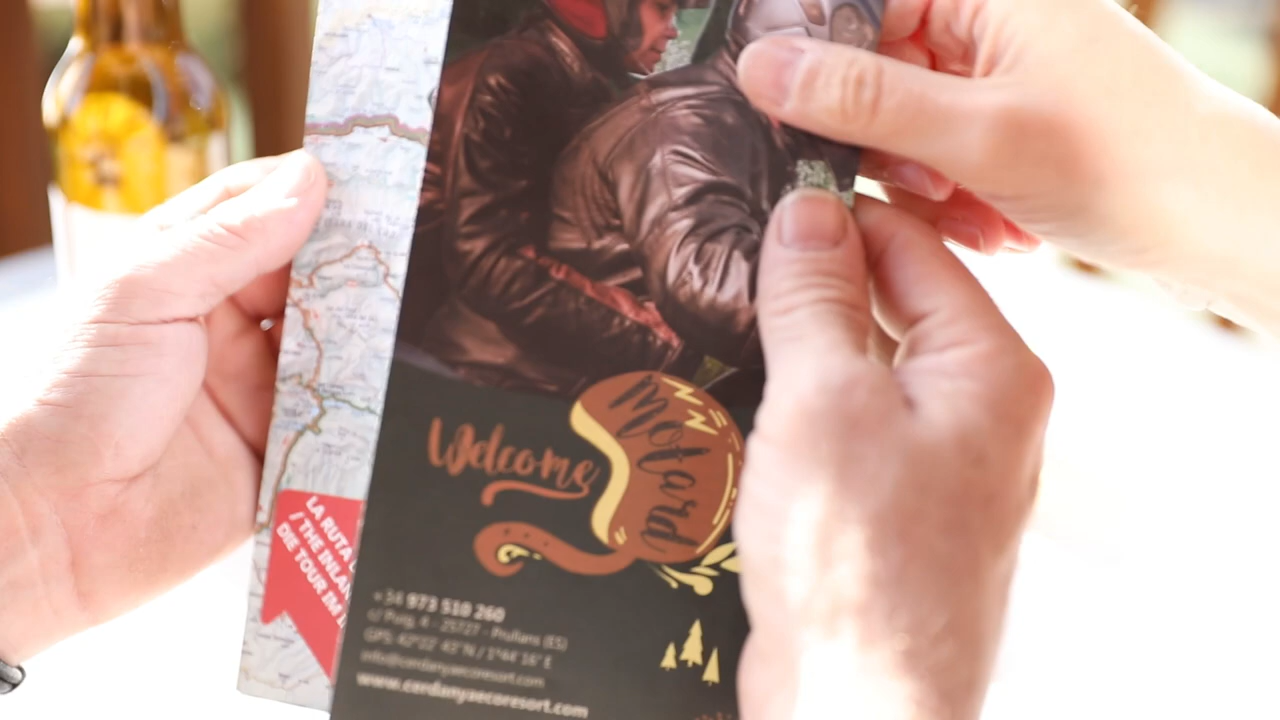 Welcome
Motard
LA RUTA
/ THE INLAN
DIE TOUR IM I
+34 973 510 260
c/ Puig, 4 - 25727 - Prullans (ES)
GPS: 42°22' 43" N / 1°44' 16" E
info@cerdanyaecoresort.com
www.cerdanyaecoresort.com